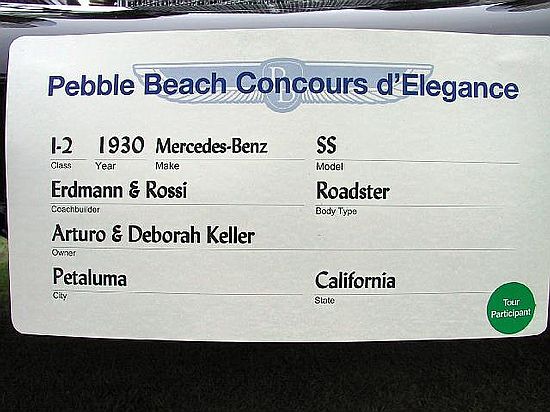 Pebble Beach Concours d'Elegance
PB
I-2 1930 Mercedes-Benz SS
Class Year Make Model
Erdmann & Rossi Roadster
Coachbuilder Body Type
Arturo & Deborah Keller
Owner
Petaluma California
City State
Tour
Participant